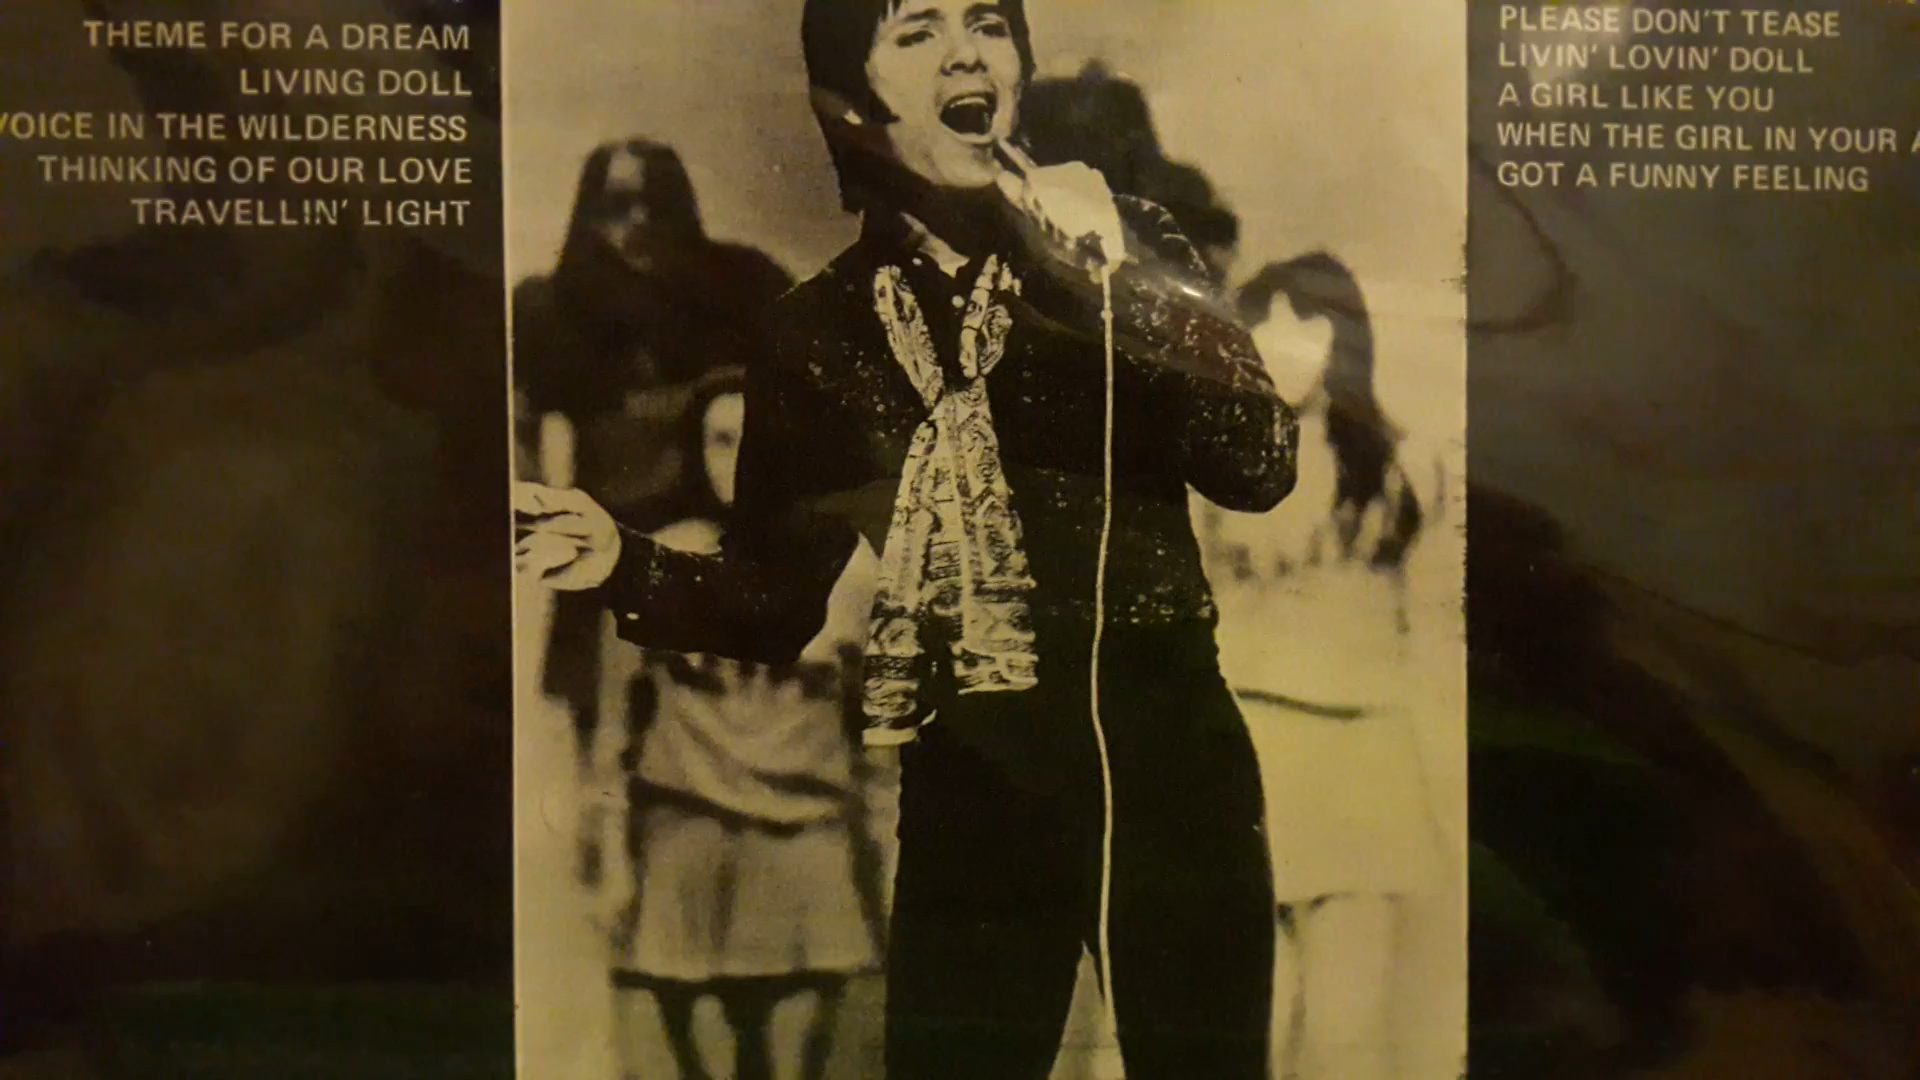 THEME FOR A DREAM
LIVING DOLL
VOICE IN THE WILDERNESS
THINKING OF OUR LOVE
TRAVELLIN' LIGHT
PLEASE DON'T TEASE
LIVIN' LOVIN' DOLL
A GIRL LIKE YOU
WHEN THE GIRL IN YOUR
GOT A FUNNY FEELING